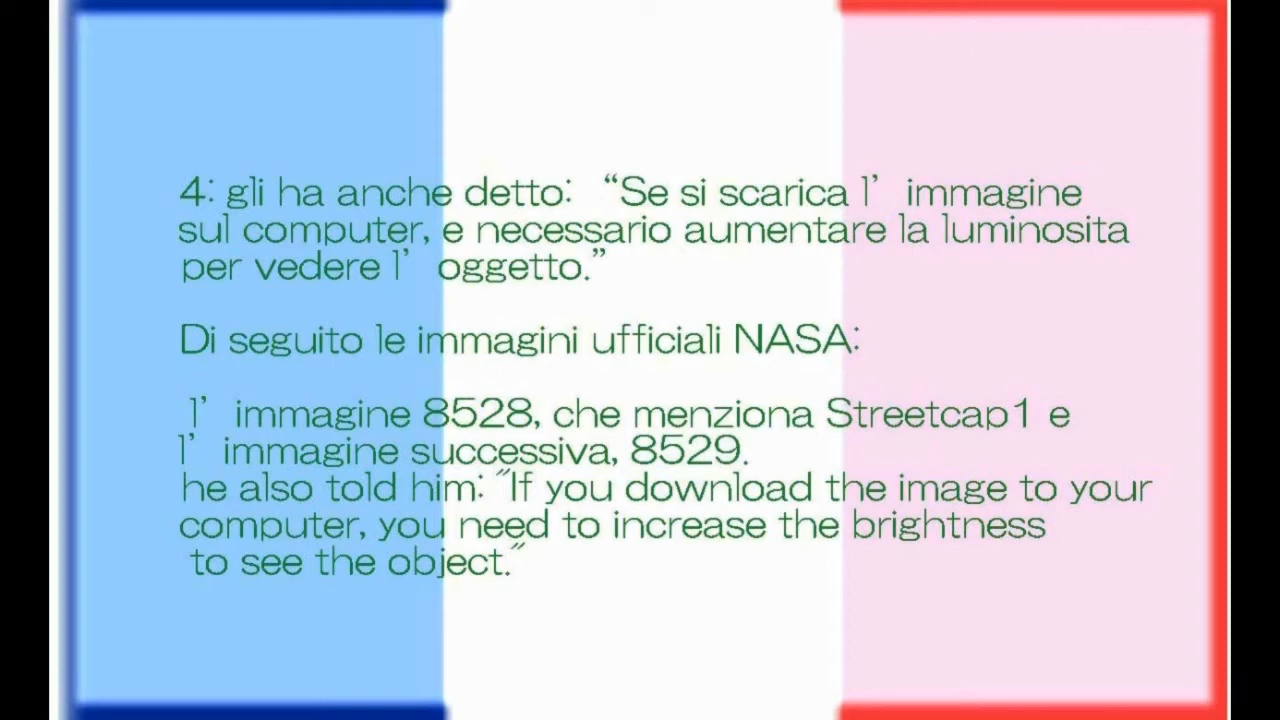 4: gli ha anche detto: “Se si scarica l’ immagine
sul computer, e necessario aumentare la luminosita
per vedere l’ oggetto.”
Di seguito le immagini ufficiali NASA:
l’ immagine 8528, che menziona Streetcap1 e
l’ immagine successiva, 8529.
he also told him: "If you download the image to your
computer, you need to increase the brightness
to see the object."